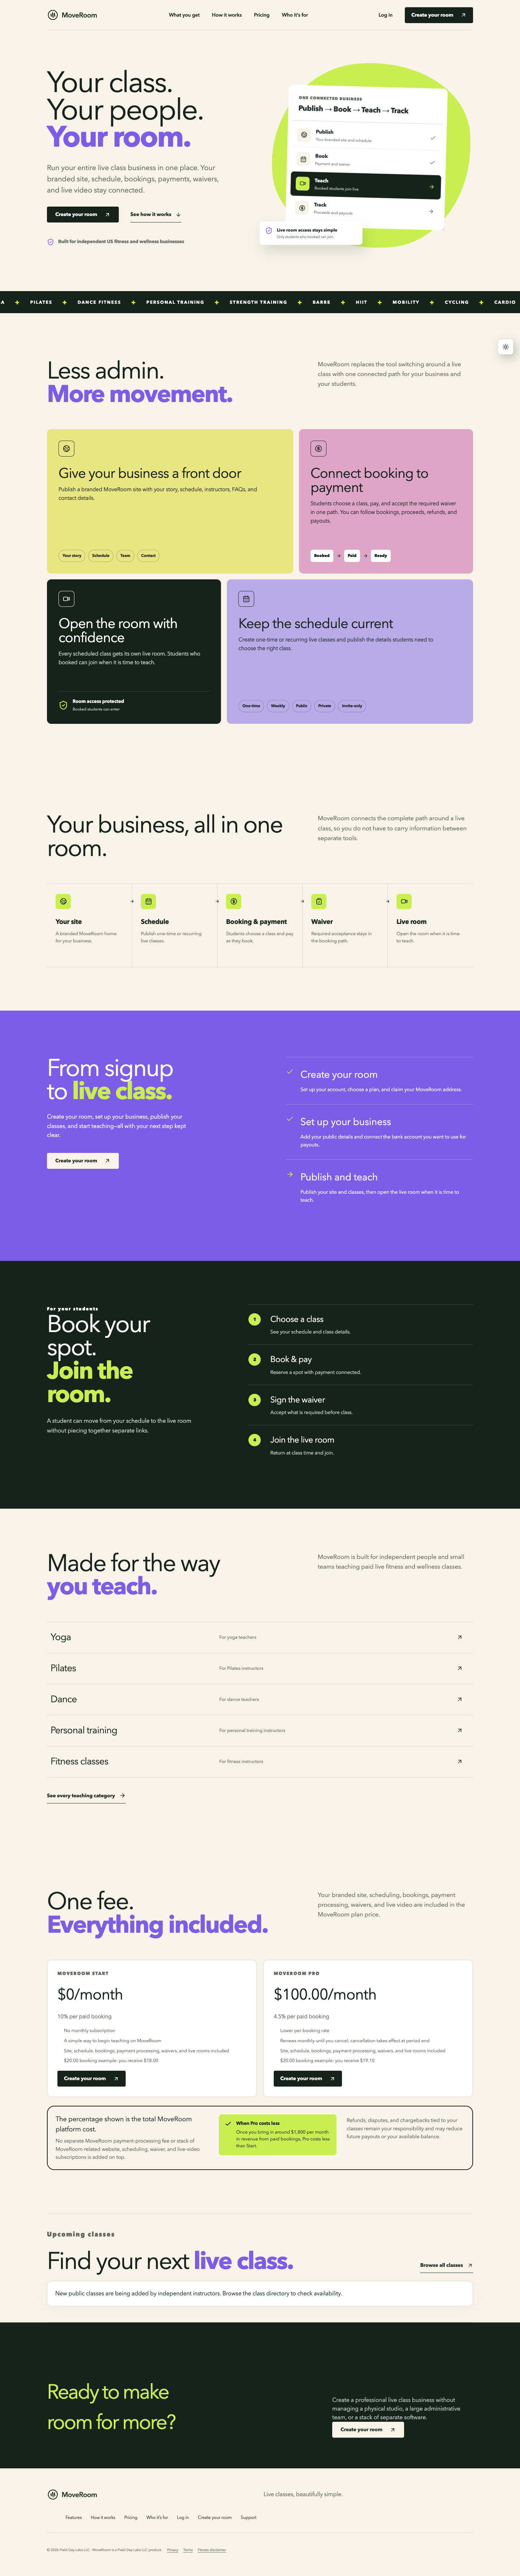 MoveRoom
What you get
How it works
Pricing
Who it's for
Log in
Create your room
Your class.
Your people.
Your room.
Run your entire live class business in one place. Your
branded site, schedule, bookings, payments, waivers,
and live video stay connected.
Create your room
See how it works
Built for independent US fitness and wellness businesses
ONE CONNECTED BUSINESS
Publish → Book → Teach → Track
Publish
Your branded site and schedule
Book
Payment and waiver
Teach
Booked students join live
Track
Proceeds and payouts
Live room access stays simple
Only students who booked can join
A + PILATES + DANCE FITNESS + PERSONAL TRAINING + STRENGTH TRAINING + BARRE + HIIT + MOBILITY + CYCLING + CARDIO
Less admin.
More movement.
MoveRoom replaces the tool switching around a live
class with one connected path for your business and
your students.
Give your business a front door
Publish a branded MoveRoom site with your story, schedule, instructors, FAQs, and
contact details.
Your story
Schedule
Team
Contact
Connect booking to
payment
Students choose a class, pay, and accept the required waiver
in one path. You can follow bookings, proceeds, refunds, and
payouts.
Booked → Paid → Ready
Open the room with
confidence
Every scheduled class gets its own live room. Students who
booked can join when it is time to teach.
Room access protected
Booked students can enter
Keep the schedule current
Create one-time or recurring live classes and publish the details students need to
choose the right class.
One-time
Weekly
Public
Private
Invite-only
Your business, all in one
room.
MoveRoom connects the complete path around a live
class, so you do not have to carry information between
separate tools.
Your site
A branded MoveRoom home
for your business.
Schedule
Publish one-time or recurring
live classes.
Booking & payment
Students choose a class and pay
as they book.
Waiver
Required acceptance stays in
the booking path.
Live room
Open the room when it is time
to teach.
From signup
to live class.
Create your room, set up your business, publish your
classes, and start teaching—all with your next step kept
clear.
Create your room
Create your room
Set up your account, choose a plan, and claim your MoveRoom address.
Set up your business
Add your public details and connect the bank account you want to use for
payouts.
Publish and teach
Publish your site and classes, then open the live room when it is time to
teach.
For your students
Book your
spot.
Join the
room.
A student can move from your schedule to the live room
without piecing together separate links.
1 Choose a class
See your schedule and class details.
2 Book & pay
Reserve a spot with payment connected.
3 Sign the waiver
Accept what is required before class.
4 Join the live room
Return at class time and join.
Made for the way
you teach.
MoveRoom is built for independent people and small
teams teaching paid live fitness and wellness classes.
Yoga
For yoga teachers
Pilates
For Pilates instructors
Dance
For dance teachers
Personal training
For personal training instructors
Fitness classes
For fitness instructors
See every teaching category
One fee.
Everything included.
Your branded site, scheduling, bookings, payment
processing, waivers, and live video are included in the
MoveRoom plan price.
MOVEROOM START
$0/month
10% per paid booking
No monthly subscription
A simple way to begin teaching on MoveRoom
Site, schedule, bookings, payment processing, waivers, and live rooms included
$20.00 booking example: you receive $18.00
Create your room
MOVEROOM PRO
$100.00/month
4.5% per paid booking
Lower per-booking rate
Renews monthly until you cancel; cancellation takes effect at period end
Site, schedule, bookings, payment processing, waivers, and live rooms included
$20.00 booking example: you receive $19.10
Create your room
The percentage shown is the total MoveRoom
platform cost.
No separate MoveRoom payment-processing fee or stack of
MoveRoom related website, scheduling, waiver, and live-video
subscriptions is added on top.
When Pro costs less
Once you bring in around $1,800 per month
in revenue from paid bookings, Pro costs less
than Start.
Refunds, disputes, and chargebacks tied to your
classes remain your responsibility and may reduce
future payouts or your available balance.
Upcoming classes
Find your next live class.
Browse all classes
New public classes are being added by independent instructors. Browse the class directory to check availability.
Ready to make
room for more?
Create a professional live class business without
managing a physical studio, a large administrative
team, or a stack of separate software.
Create your room
MoveRoom
Live classes, beautifully simple.
Features
How it works
Pricing
Who it's for
Log in
Create your room
Support
© 2026 Field Day Labs LLC · MoveRoom is a Field Day Labs LLC product.
Privacy
Terms
Fitness disclaimer